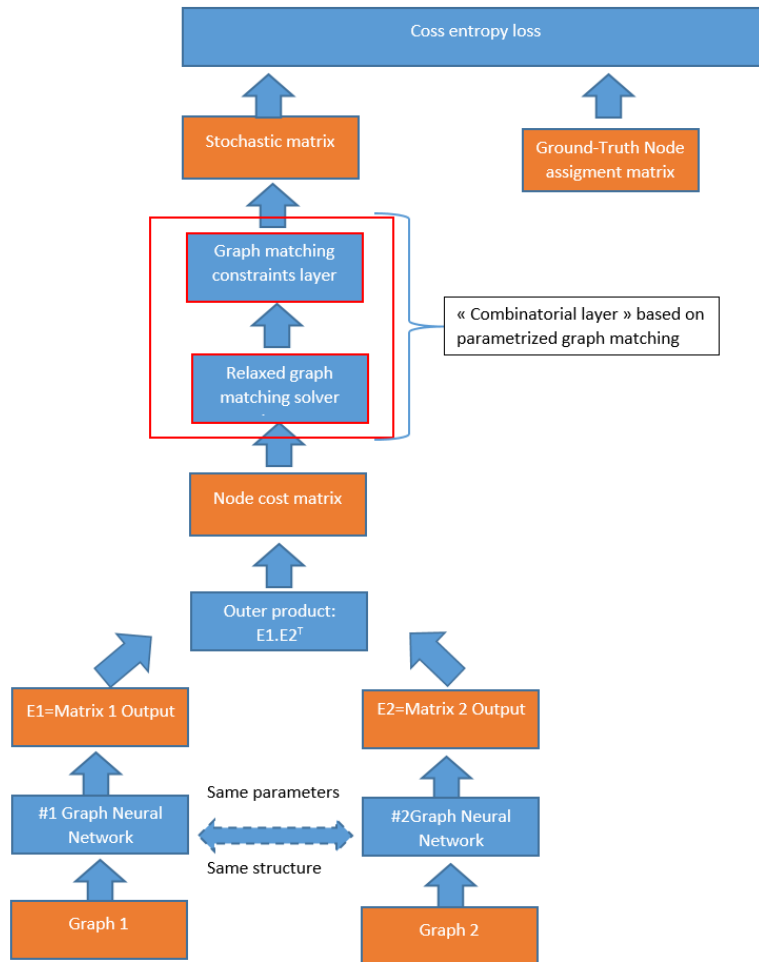 Coss entropy loss
Stochastic matrix
Ground-Truth Node
assigment matrix
Graph matching
constraints layer
« Combinatorial layer » based on
parametrized graph matching
Relaxed graph
matching solver
Node cost matrix
Outer product:
E1.E2ᵀ
E1=Matrix 1 Output
E2=Matrix 2 Output
Same parameters
#1 Graph Neural
Network
#2Graph Neural
Network
Same structure
Graph 1
Graph 2